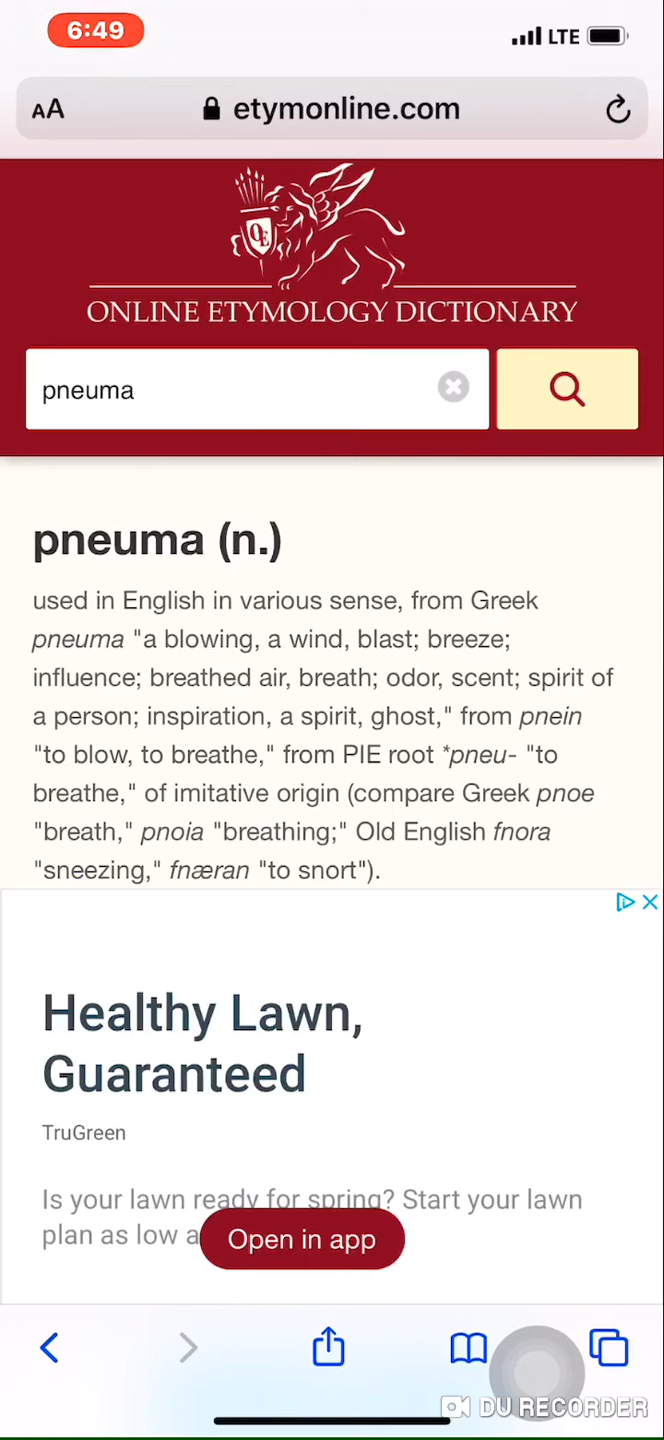 6:49
LTE
AA
etymonline.com
OE
ONLINE ETYMOLOGY DICTIONARY
pneuma
pneuma (n.)
used in English in various sense, from Greek
pneuma "a blowing, a wind, blast; breeze;
influence; breathed air, breath; odor, scent; spirit of
a person; inspiration, a spirit, ghost," from pnein
"to blow, to breathe," from PIE root *pneu- "to
breathe," of imitative origin (compare Greek pnoe
"breath," pnoia "breathing;" Old English fnora
"sneezing," fnæran "to snort").
Healthy Lawn,
Guaranteed
TruGreen
Is your lawn ready for spring? Start your lawn
plan as low a
Open in app
DU RECORDER